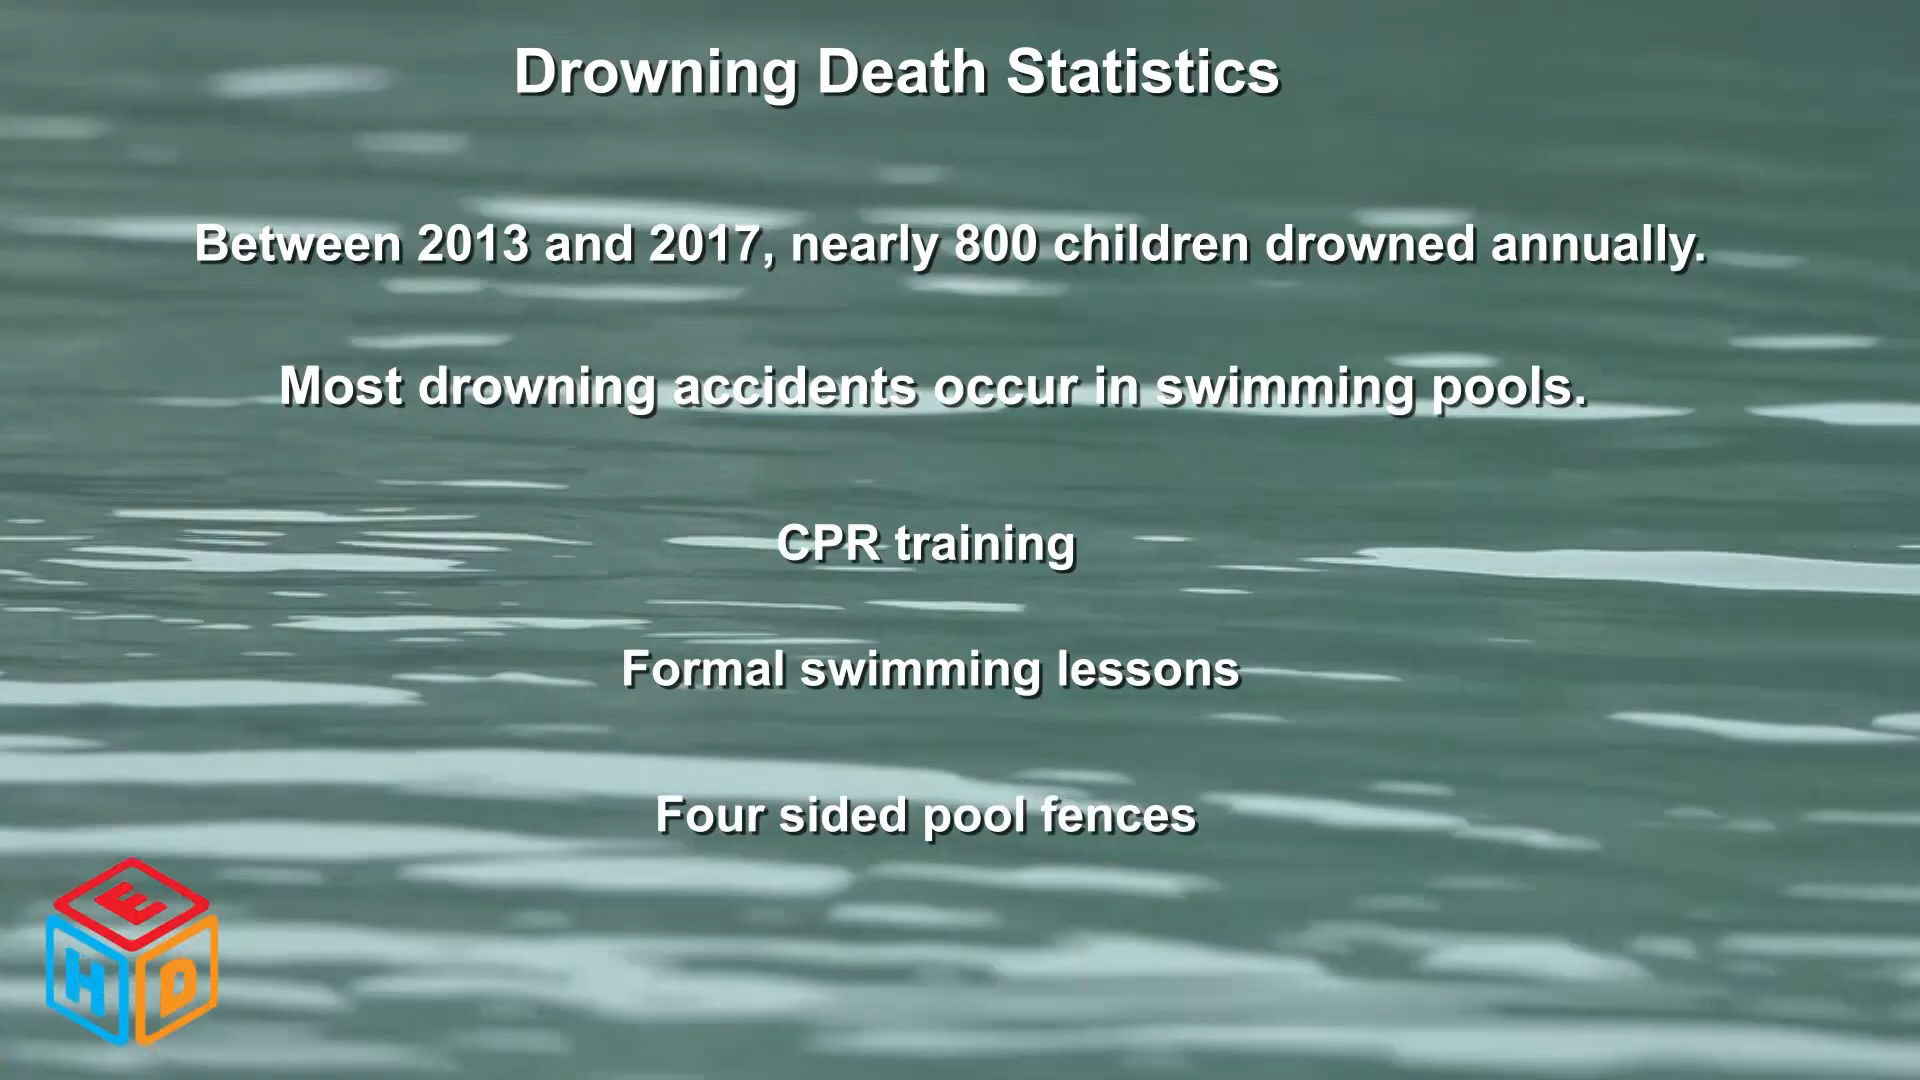 Drowning Death Statistics
Between 2013 and 2017, nearly 800 children drowned annually.
Most drowning accidents occur in swimming pools.
CPR training
Formal swimming lessons
Four sided pool fences
E
H D